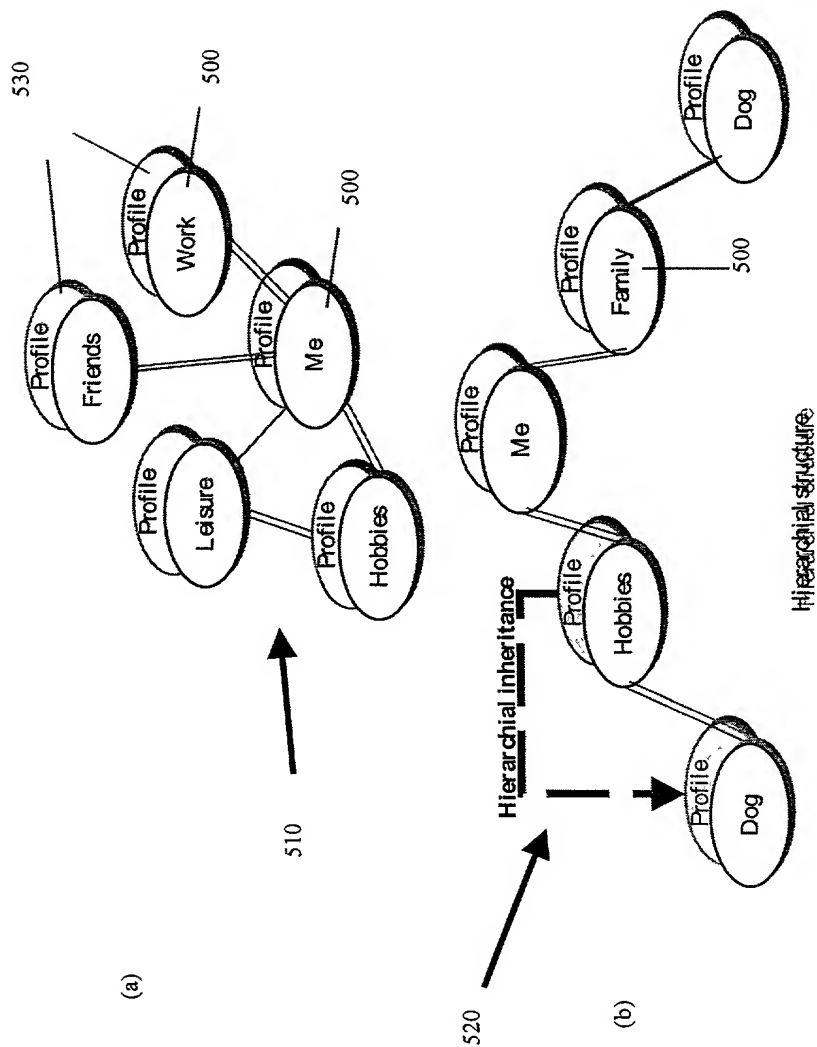 (a)
510
530
Profile
Friends
Profile
Work
500
Profile
Leisure
Profile
Me
500
Profile
Hobbies
(b)
520
Hierarchial inheritance
Profile
Me
Profile
Hobbies
Profile
Family
500
Profile
Dog
Profile
Dog
Hierarchial structure